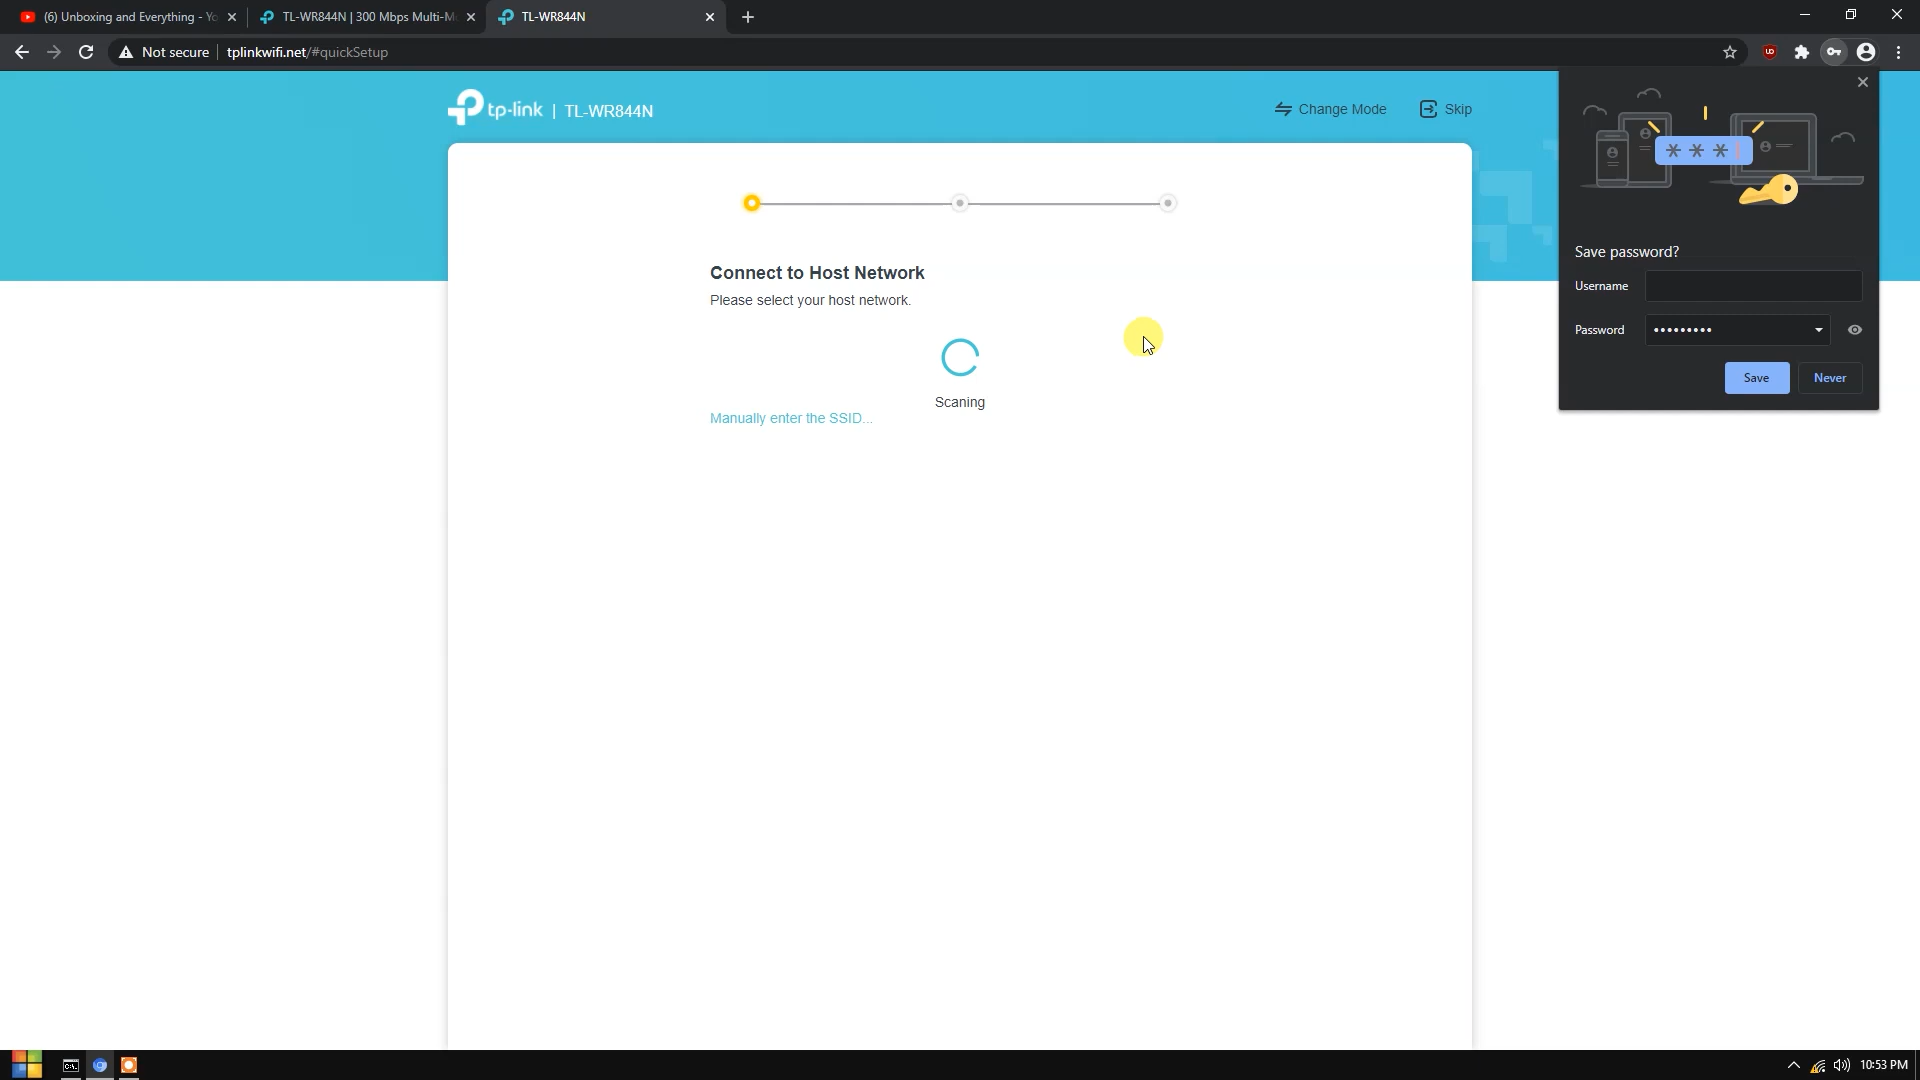 (6) Unboxing and Everything - Yo
TL-WR844N | 300 Mbps Multi-M
TL-WR844N
Not secure
tplinkwifi.net/#quickSetup
tp-link | TL-WR844N
Change Mode
Skip
Connect to Host Network
Please select your host network.
Scaning
Manually enter the SSID...
Save password?
Username
Password
•••••••••
Save
Never
10:53 PM